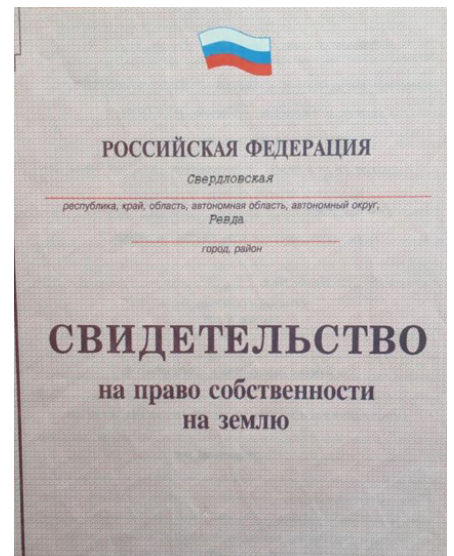 РОССИЙСКАЯ ФЕДЕРАЦИЯ
Свердловская
республика, край, область, автономная область, автономный округ,
Ревда
город, район
СВИДЕТЕЛЬСТВО
на право собственности
на землю